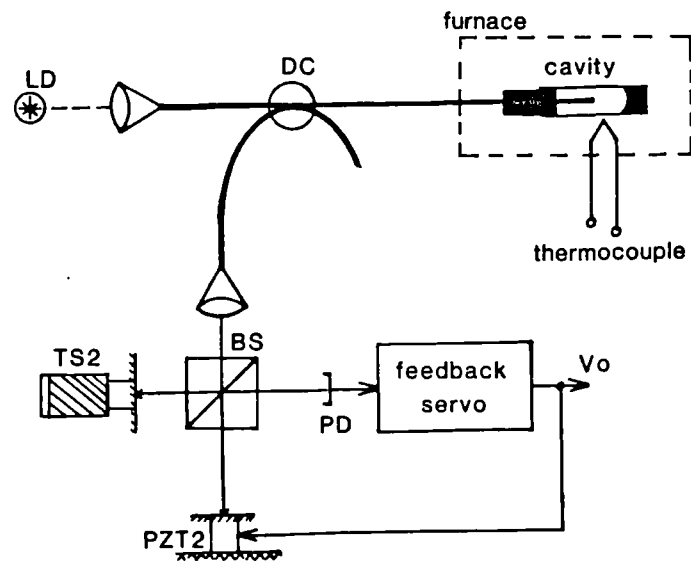 furnace
LD
DC
cavity
thermocouple
TS2
BS
feedback
servo
Vo
PD
PZT2